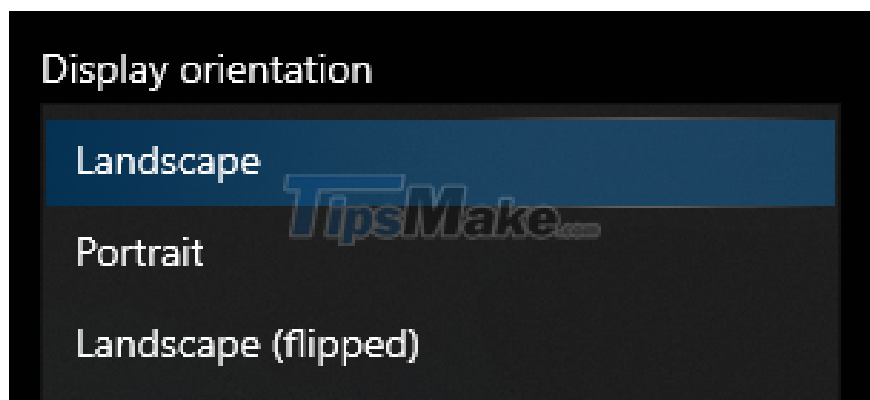 Display orientation
Landscape
TipsMake.com
Portrait
Landscape (flipped)